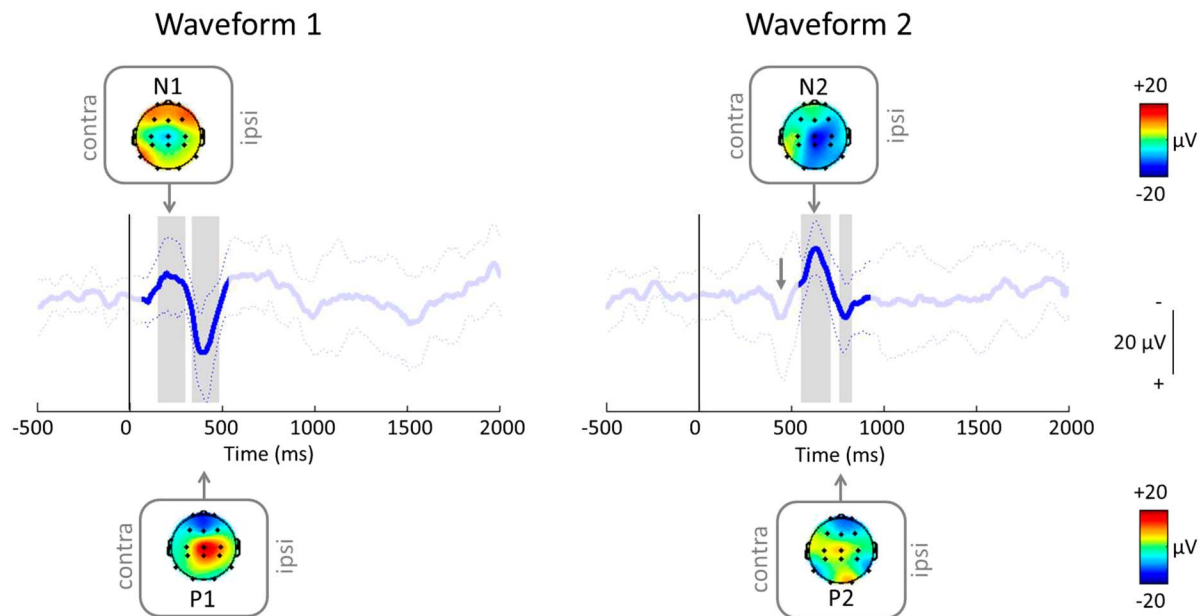 Waveform 1
Waveform 2
contra
N1
ipsi
contra
N2
ipsi
+20
µV
-20
-
20 µV
+
-500
0
500
1000
1500
2000
Time (ms)
-500
0
500
1000
1500
2000
Time (ms)
contra
P1
ipsi
contra
P2
ipsi
+20
µV
-20